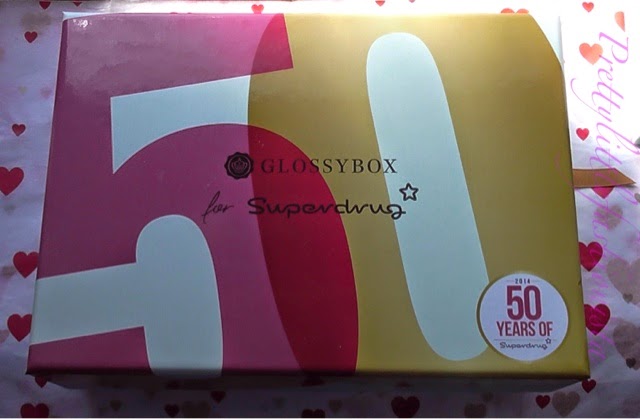 50
GLOSSYBOX
for Superdrug
2014
50
YEARS OF
Superdrug